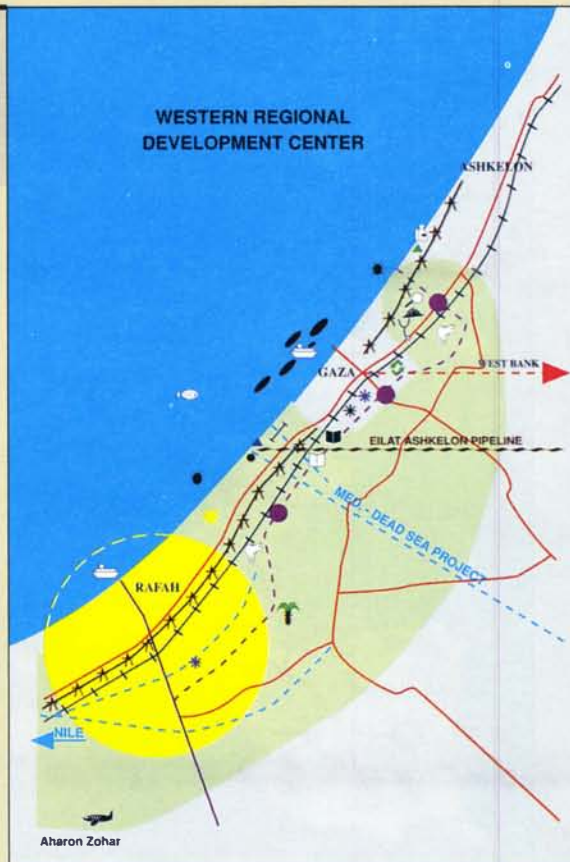 WESTERN REGIONAL
DEVELOPMENT CENTER
ASHKELON
GAZA
WEST BANK
EILAT ASHKELON PIPELINE
MED. - DEAD SEA PROJECT
RAFAH
NILE
Aharon Zohar